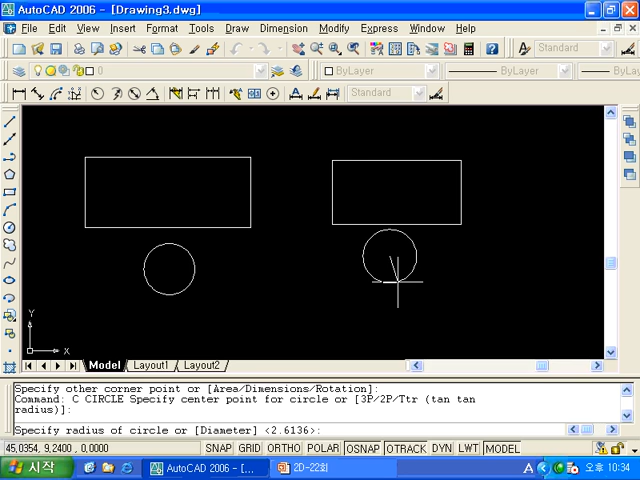 AutoCAD 2006 - [Drawing3.dwg]
File Edit View Insert Format Tools Draw Dimension Modify Express Window Help
Standard
0 ByLayer ByLayer ByLay
Standard
Y
X
Model Layout1 Layout2
Specify other corner point or [Area/Dimensions/Rotation]:
Command: C CIRCLE Specify center point for circle or [3P/2P/Ttr (tan tan
radius)]:
Specify radius of circle or [Diameter] <2.6136>:
45.0354, 9.2400 , 0.0000 SNAP GRID ORTHO POLAR OSNAP OTRACK DYN LWT MODEL
시작 AutoCAD 2006 - [... 2D-22회 A 오후 10:34